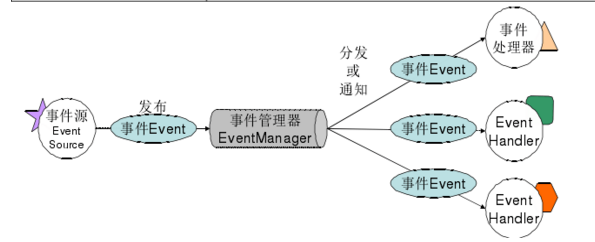 事件源
Event
Source
发布
事件Event
事件管理器
EventManager
分发
或
通知
事件Event
事件
处理器
事件Event
Event
Handler
事件Event
Event
Handler